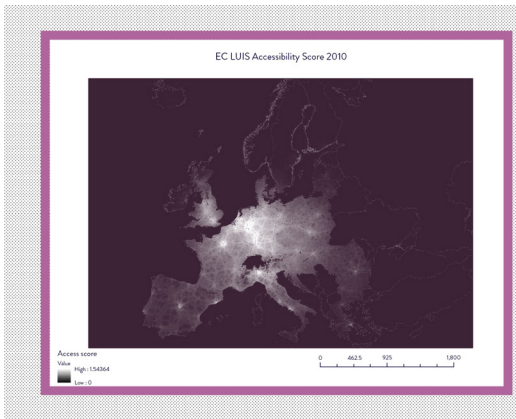 EC LUIS Accessibility Score 2010
Access score
Value
High : 1.54364
Low : 0
0 462.5 925 1,800